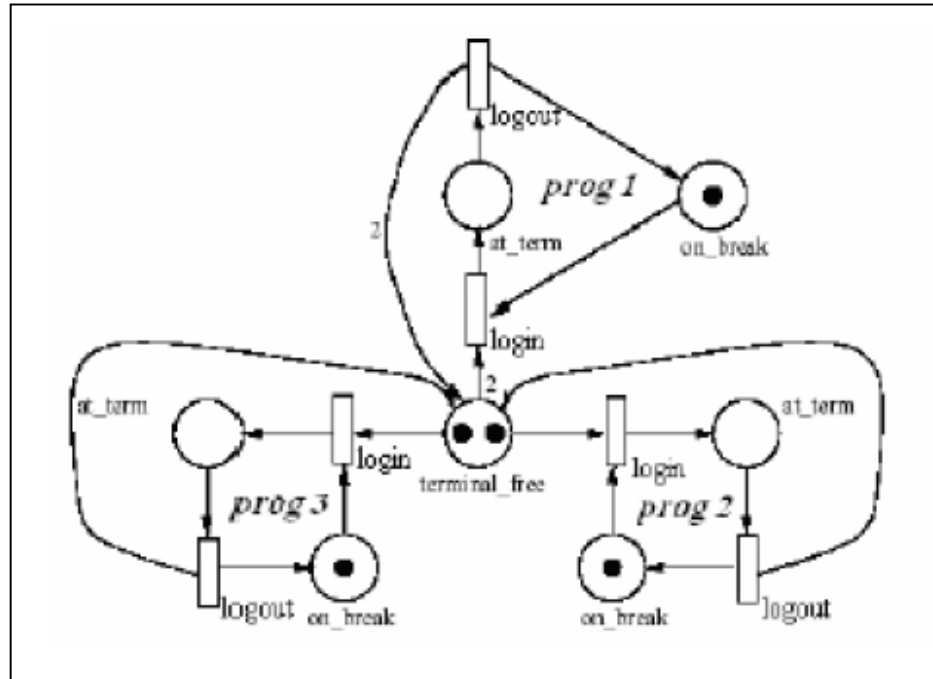 logout
prog 1
2
at_term
on_break
login
2
at_term
at_term
login
login
terminal_free
prog 3
prog 2
logout
on_break
on_break
logout